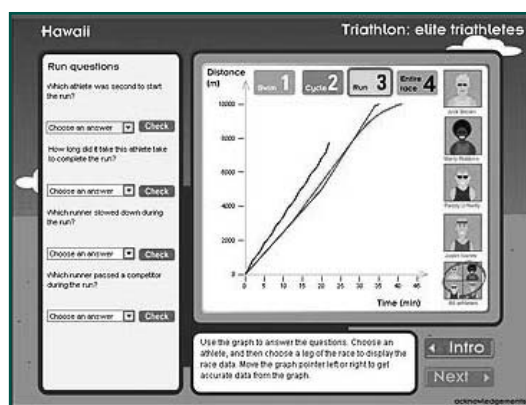 Hawaii
Triathlon: elite triathletes
Run questions
Which athlete was second to start
the run?
Choose an answer
Check
How long did it take this athlete take
to complete the run?
Choose an answer
Check
Which runner slowed down during
the run?
Choose an answer
Check
Which runner passed a competitor
during the run?
Choose an answer
Check
Distance
(m)
Swim 1
Cycle 2
Run 3
Entire
race 4
10000
8000
6000
4000
2000
0
0 5 10 15 20 25 30 35 40 45
Time (min)
All athletes
Use the graph to answer the questions. Choose an
athlete, and then choose a leg of the race to display the
race data. Move the graph pointer left or right to get
accurate data from the graph.
Intro
Next
acknowledgements